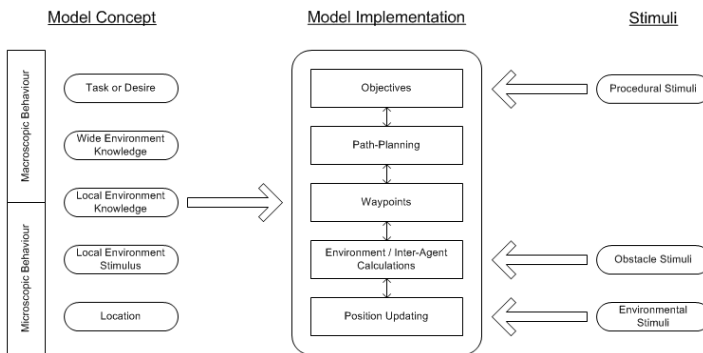 Model Concept
Model Implementation
Stimuli
Macroscopic Behaviour
Microscopic Behaviour
Task or Desire
Wide Environment
Knowledge
Local Environment
Knowledge
Local Environment
Stimulus
Location
Objectives
Path-Planning
Waypoints
Environment / Inter-Agent
Calculations
Position Updating
Procedural Stimuli
Obstacle Stimuli
Environmental
Stimuli